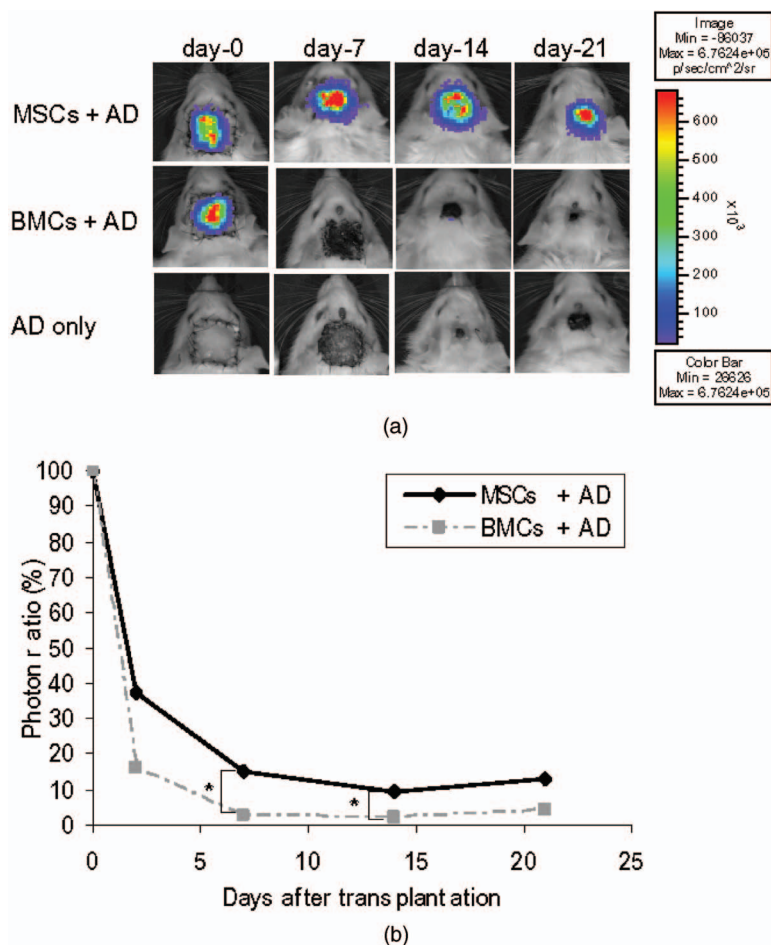 day-0 day-7 day-14 day-21
MSCs + AD
BMCs + AD
AD only
Image
Min = -86037
Max = 6.7624e+05
p/sec/cm^2/sr
600
500
400
300
200
100
x10³
Color Bar
Min = 26626
Max = 6.7624e+05
(a)
100
90
80
70
60
50
40
30
20
10
0
Photon r atio (%)
MSCs + AD
BMCs + AD
*
*
0 5 10 15 20 25
Days after trans plant ation
(b)